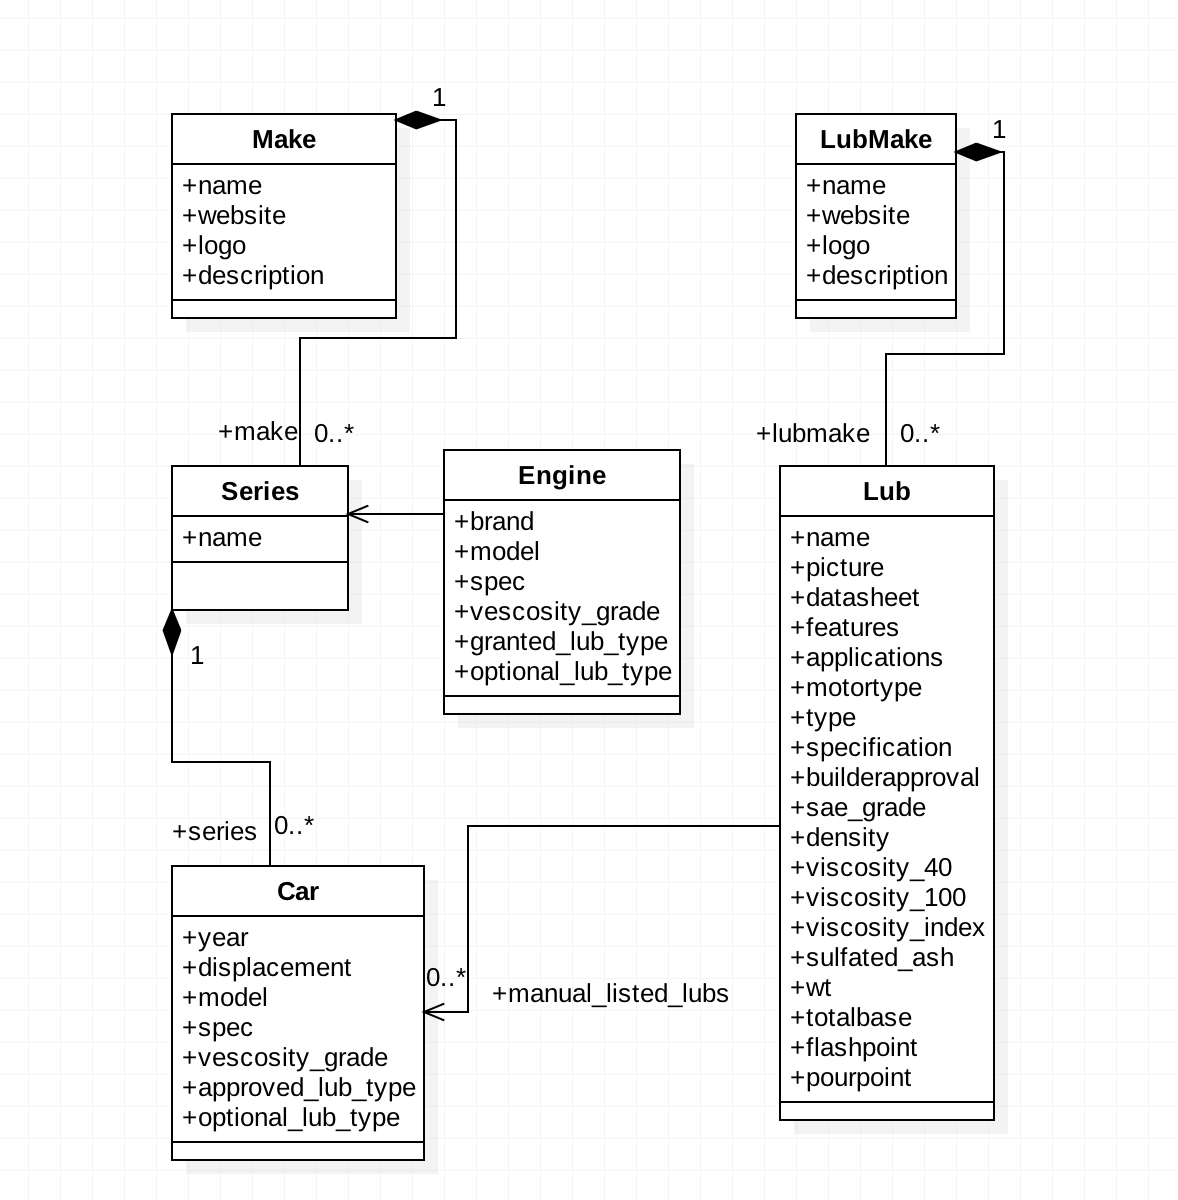 1
Make
+name
+website
+logo
+description
1
LubMake
+name
+website
+logo
+description
+make
0..*
+lubmake
0..*
Series
+name
1
Engine
+brand
+model
+spec
+vescosity_grade
+granted_lub_type
+optional_lub_type
Lub
+name
+picture
+datasheet
+features
+applications
+motortype
+type
+specification
+builderapproval
+sae_grade
+density
+viscosity_40
+viscosity_100
+viscosity_index
+sulfated_ash
+wt
+totalbase
+flashpoint
+pourpoint
+series
0..*
Car
+year
+displacement
+model
+spec
+vescosity_grade
+approved_lub_type
+optional_lub_type
0..*
+manual_listed_lubs